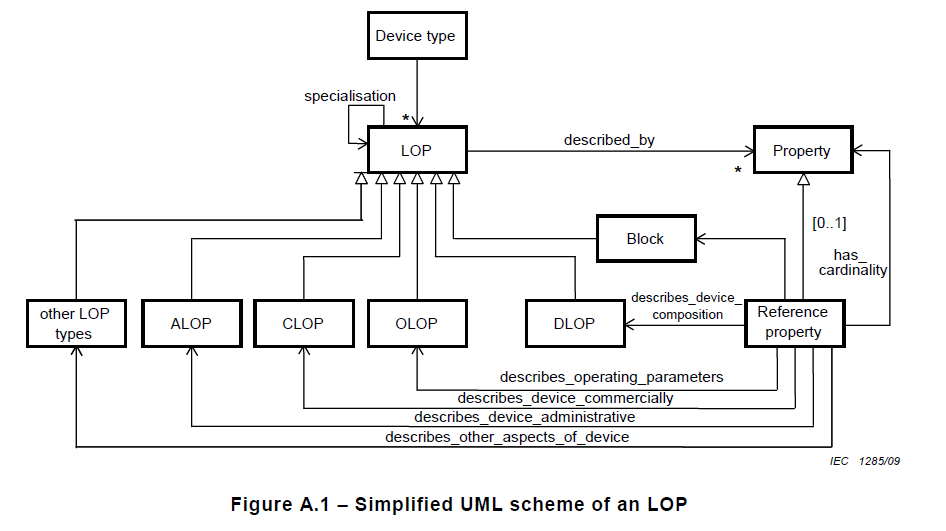 Device type
specialisation
*
LOP
described_by
Property
*
[0..1]
Block
has_
cardinality
other LOP
types
ALOP
CLOP
OLOP
DLOP
describes_device_
composition
Reference
property
describes_operating_parameters
describes_device_commercially
describes_device_administrative
describes_other_aspects_of_device
IEC 1285/09
Figure A.1 – Simplified UML scheme of an LOP